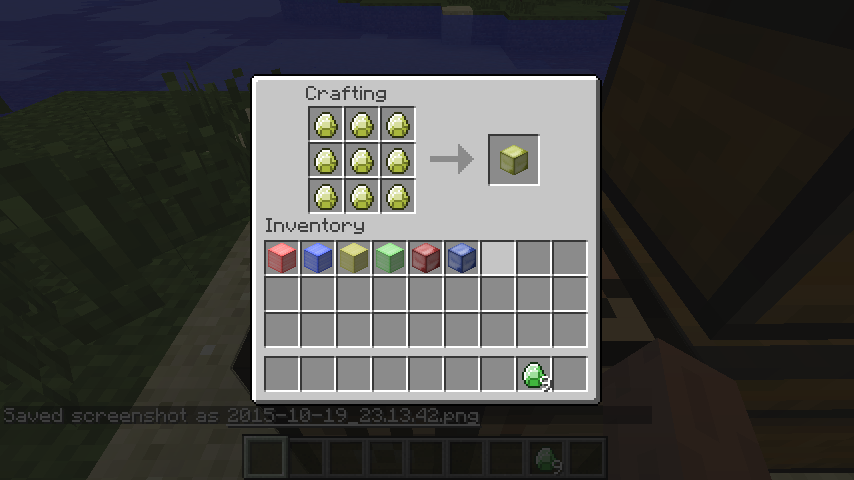 Crafting
Inventory
9
Saved screenshot as 2015-10-19_23.13.42.png
9